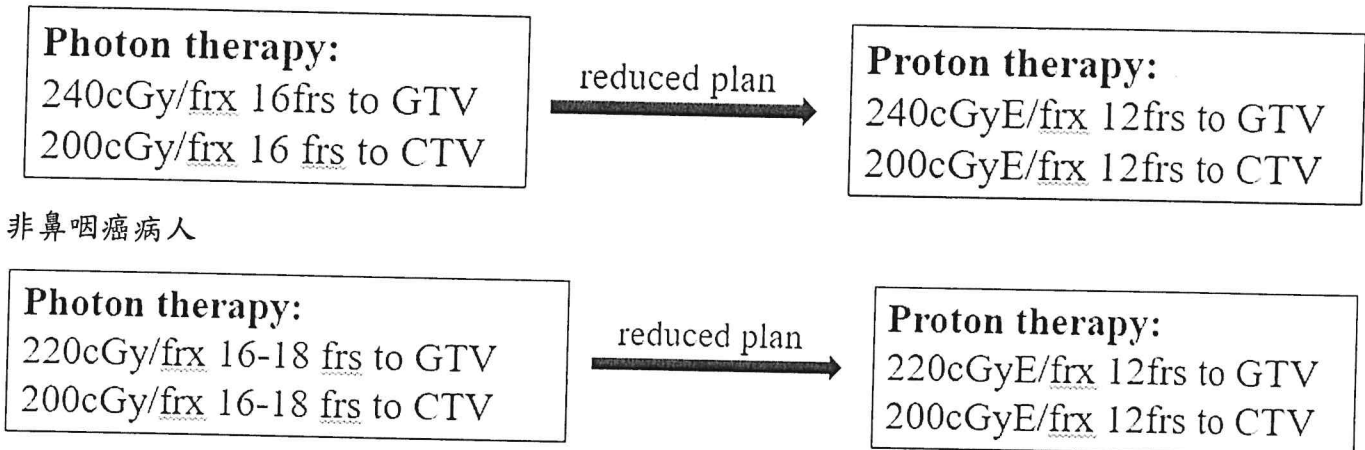 Photon therapy:
240cGy/frx 16frs to GTV
200cGy/frx 16 frs to CTV
reduced plan
Proton therapy:
240cGyE/frx 12frs to GTV
200cGyE/frx 12frs to CTV
非鼻咽癌病人
Photon therapy:
220cGy/frx 16-18 frs to GTV
200cGy/frx 16-18 frs to CTV
reduced plan
Proton therapy:
220cGyE/frx 12frs to GTV
200cGyE/frx 12frs to CTV